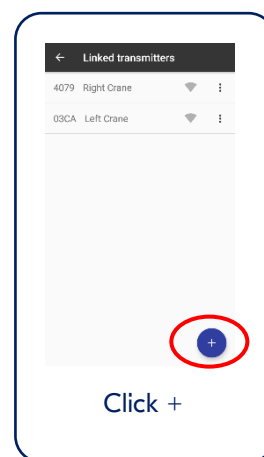 ← Linked transmitters
4079 Right Crane
03CA Left Crane
+
Click +